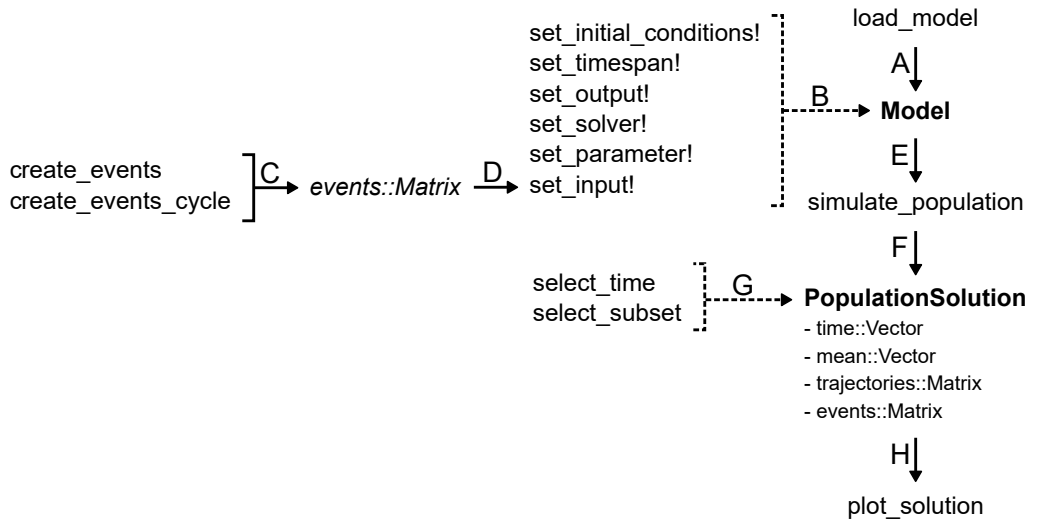 load_model
A
Model
set_initial_conditions!
set_timespan!
set_output!
set_solver!
set_parameter!
set_input!
B
create_events
create_events_cycle
C
events::Matrix
D
E
simulate_population
F
select_time
select_subset
G
PopulationSolution
- time::Vector
- mean::Vector
- trajectories::Matrix
- events::Matrix
H
plot_solution